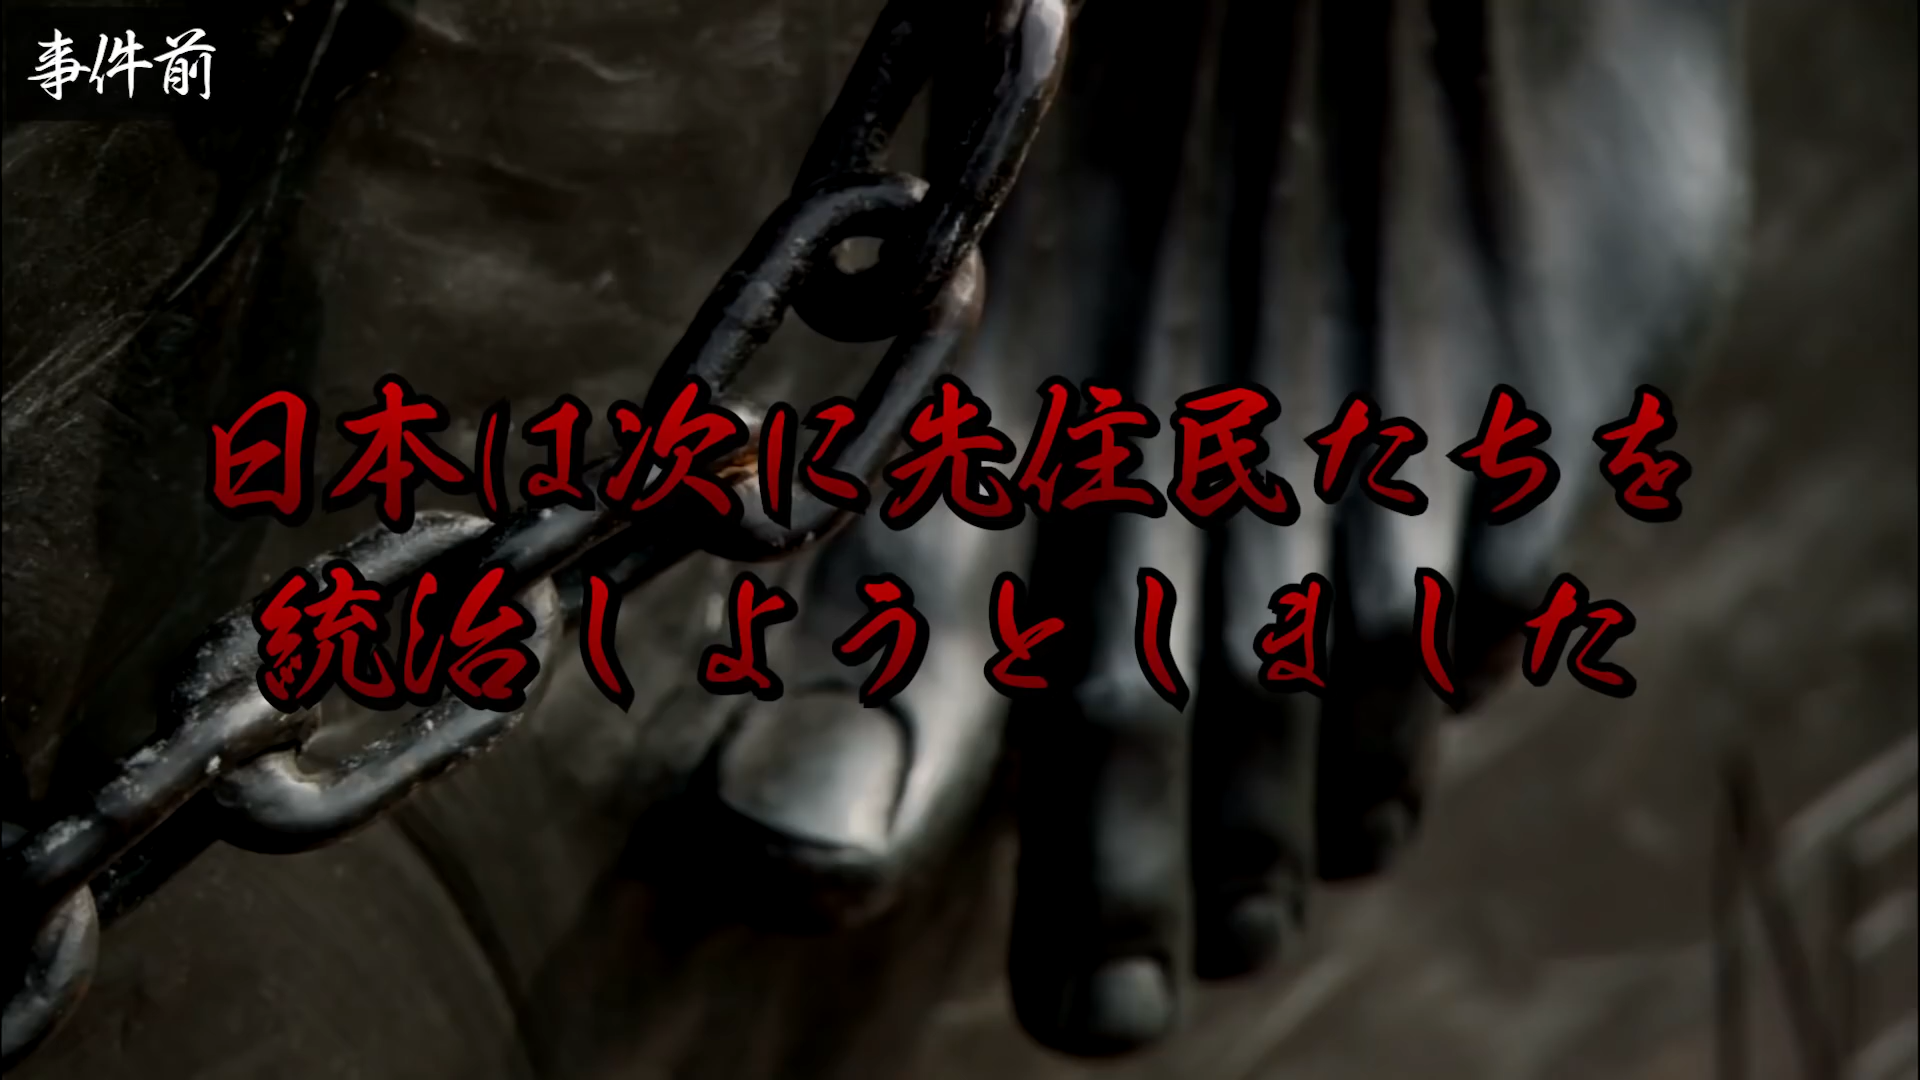 事件前
日本は次に先住民たちを
統治しようとしました